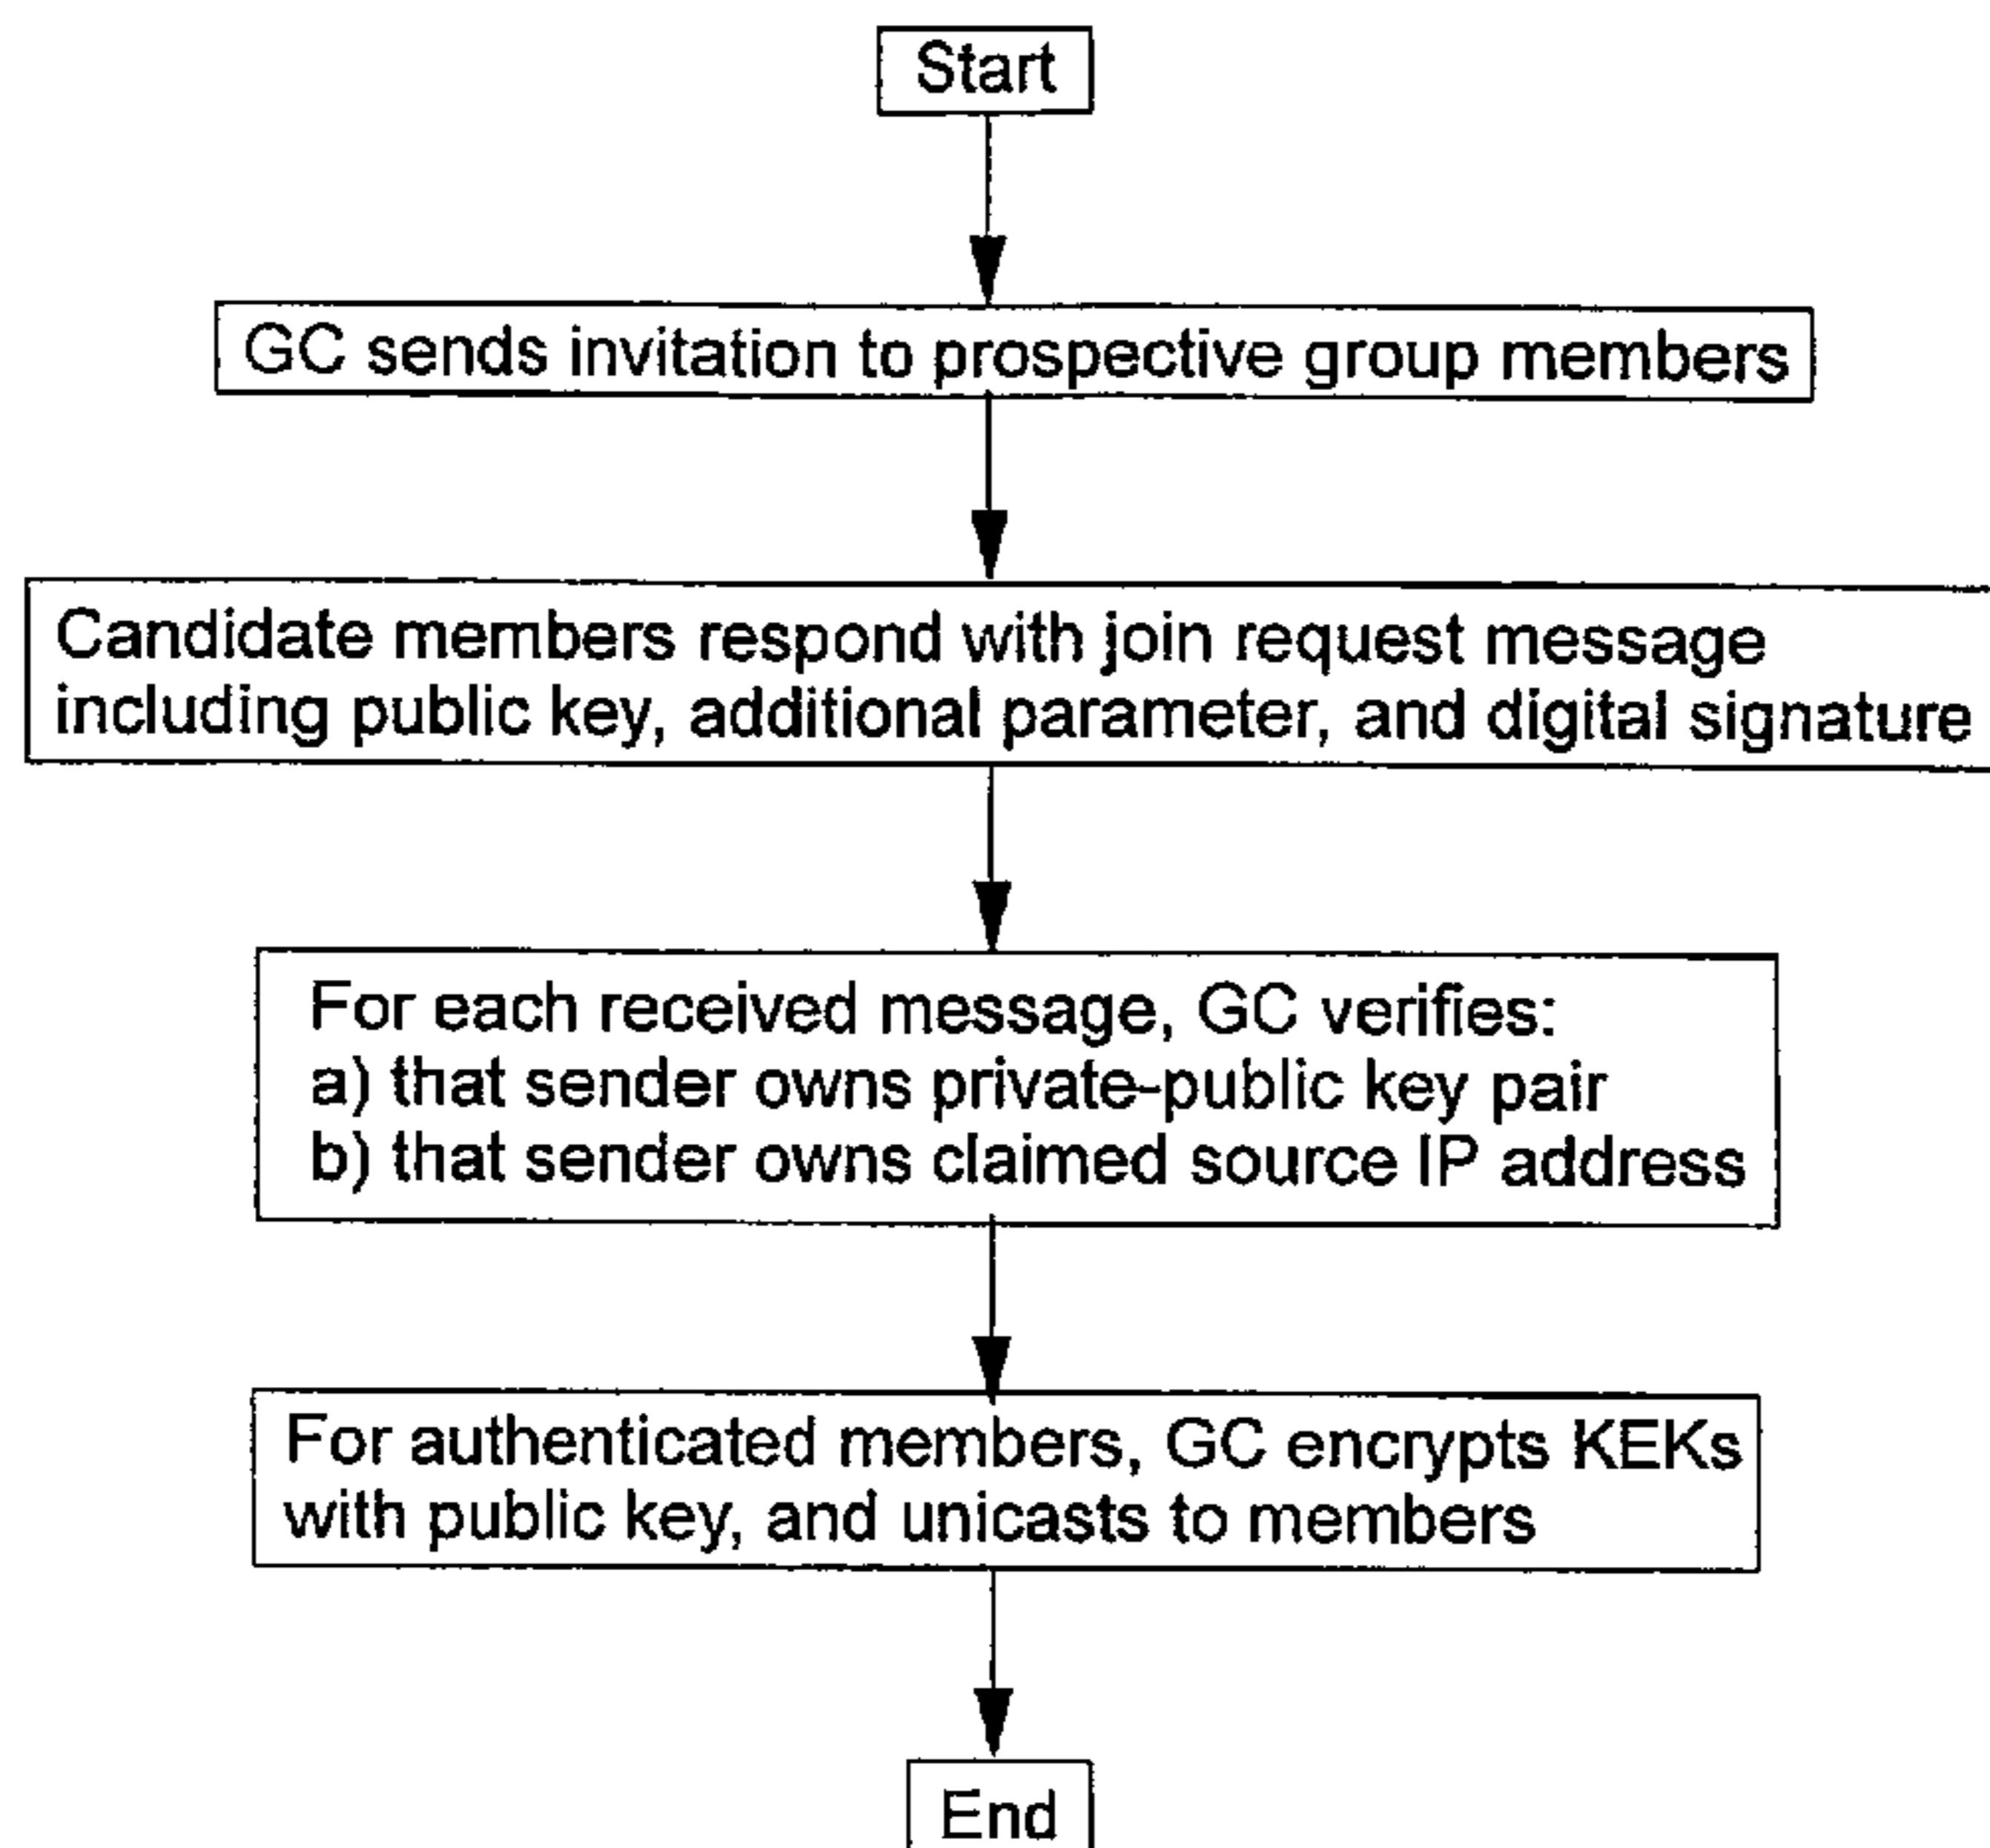 Start
GC sends invitation to prospective group members
Candidate members respond with join request message
including public key, additional parameter, and digital signature
For each received message, GC verifies:
a) that sender owns private-public key pair
b) that sender owns claimed source IP address
For authenticated members, GC encrypts KEKs
with public key, and unicasts to members
End